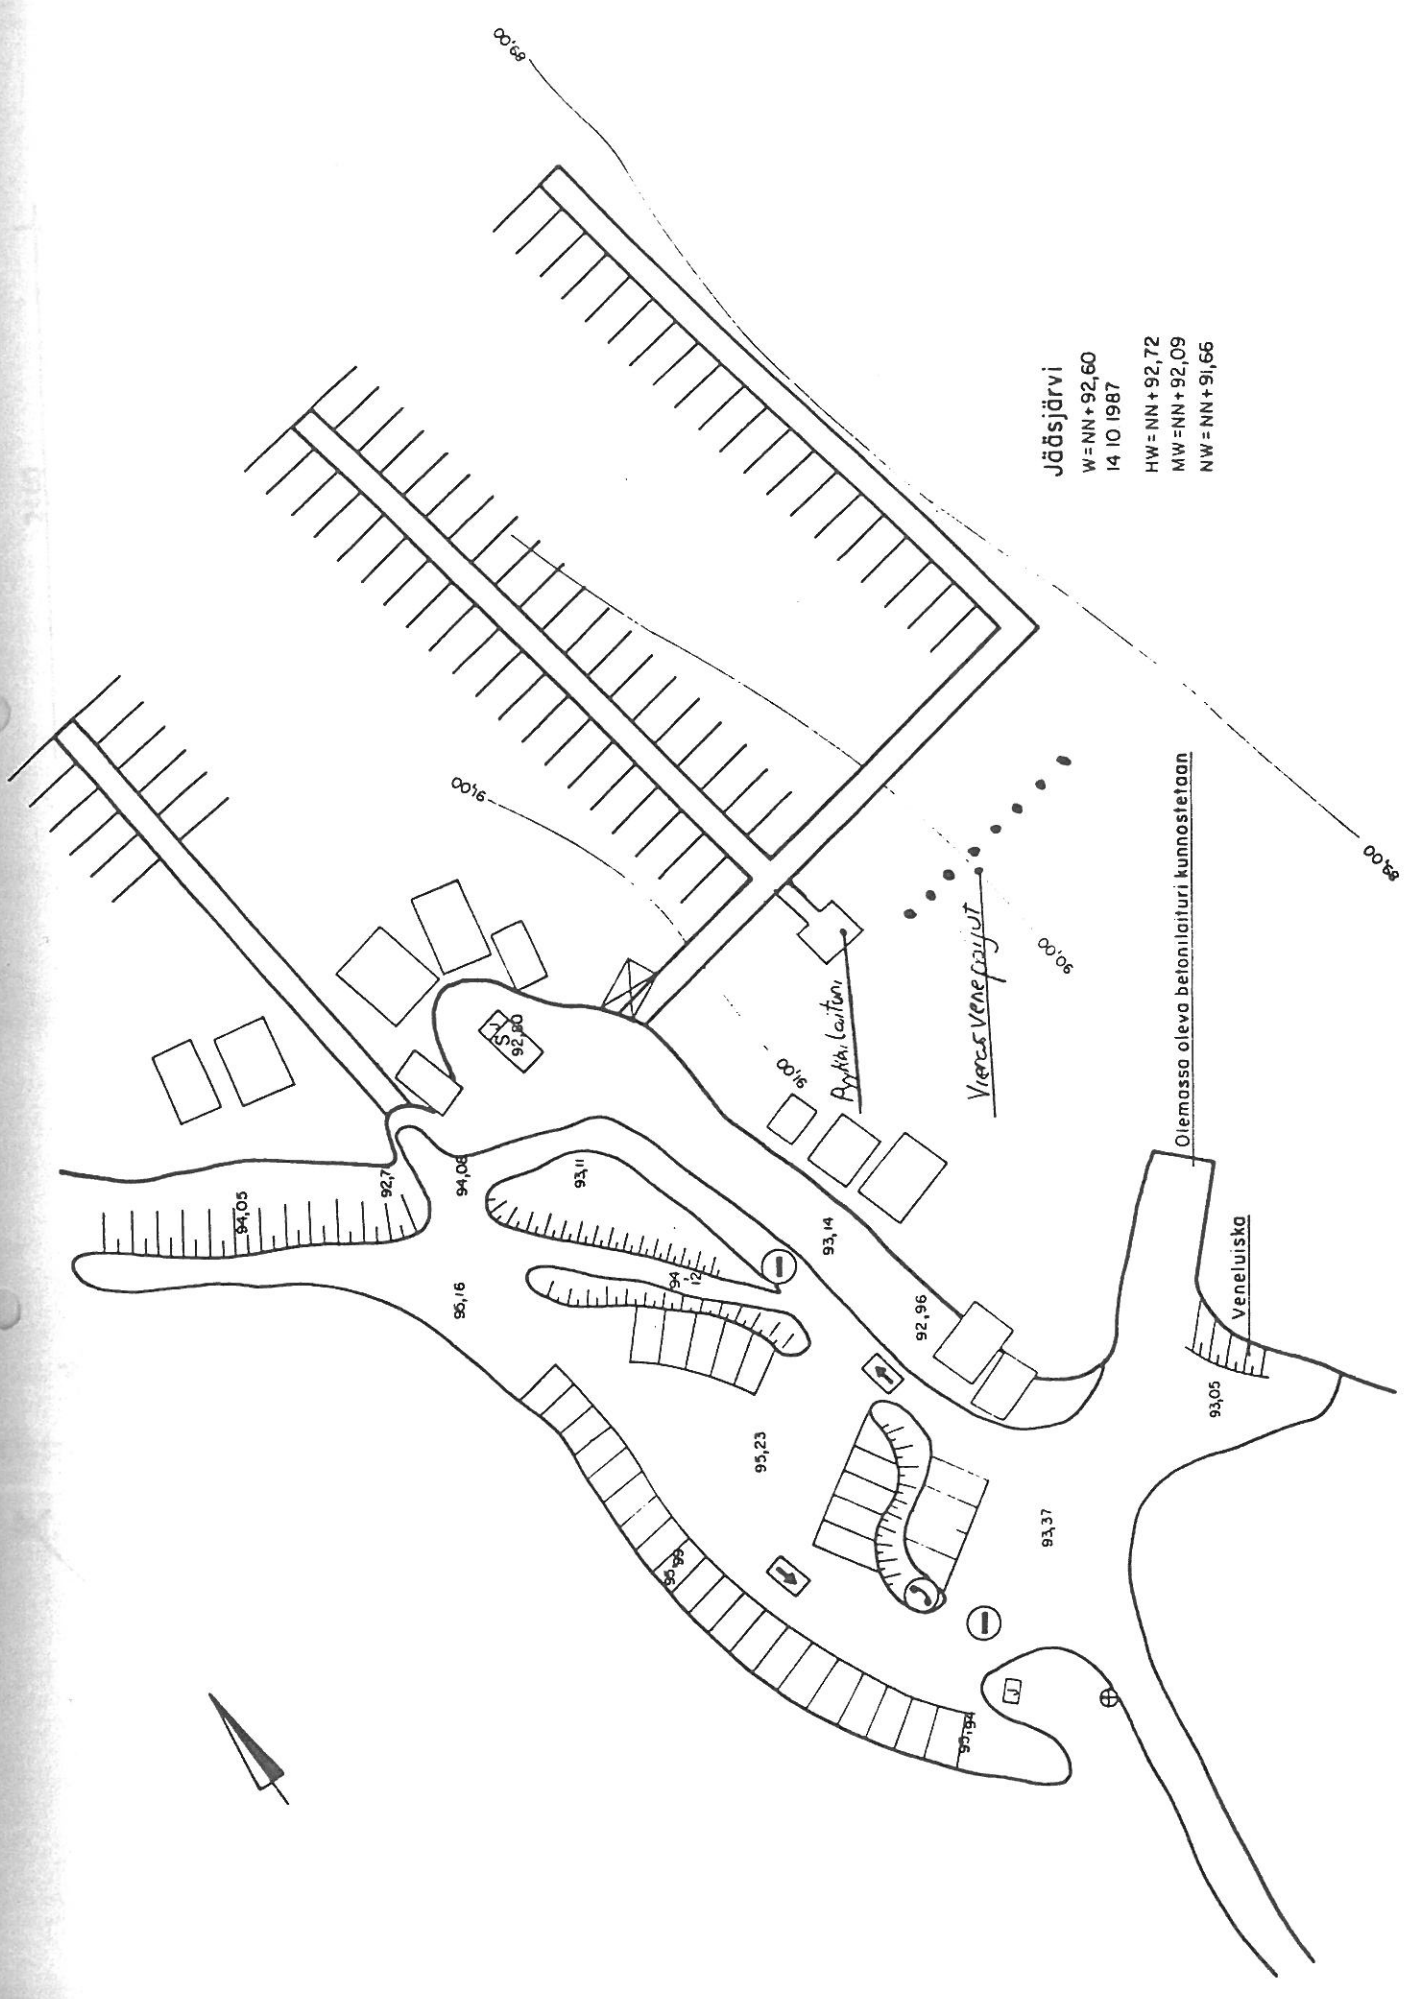 89,00
Jääsjärvi
W=NN+92,60
14 10 1987
HW=NN+92,72
MW=NN+92,09
NW=NN+91,66
91,00
89,00
90,00
Olemassa oleva betonilaituri kunnostetaan
Vierasvenepoijut
Pyykkilaituri
91,00
SJ
92,80
92,7
94,08
94,05
93,11
93,14
94,12
95,16
92,96
Veneluiska
93,05
95,23
93,37
95,99
95,94
J